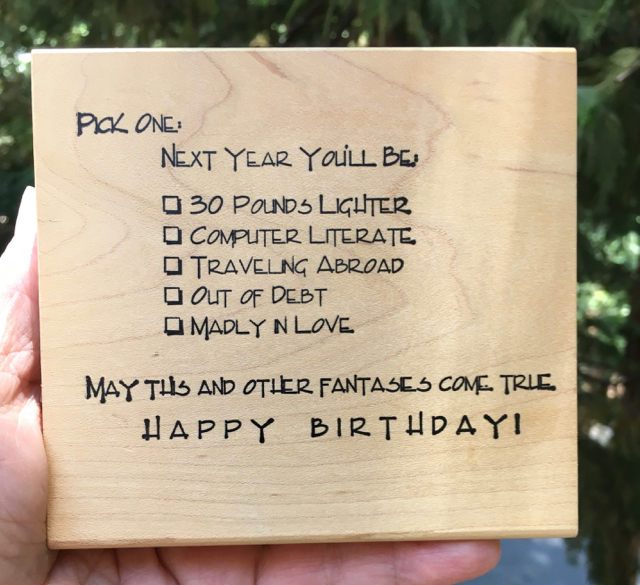 Pick One:
Next Year You'll Be:
❏ 30 Pounds Lighter
❏ Computer Literate
❏ Traveling Abroad
❏ Out of Debt
❏ Madly in Love
May this and other fantasies come true.
HAPPY BIRTHDAY!